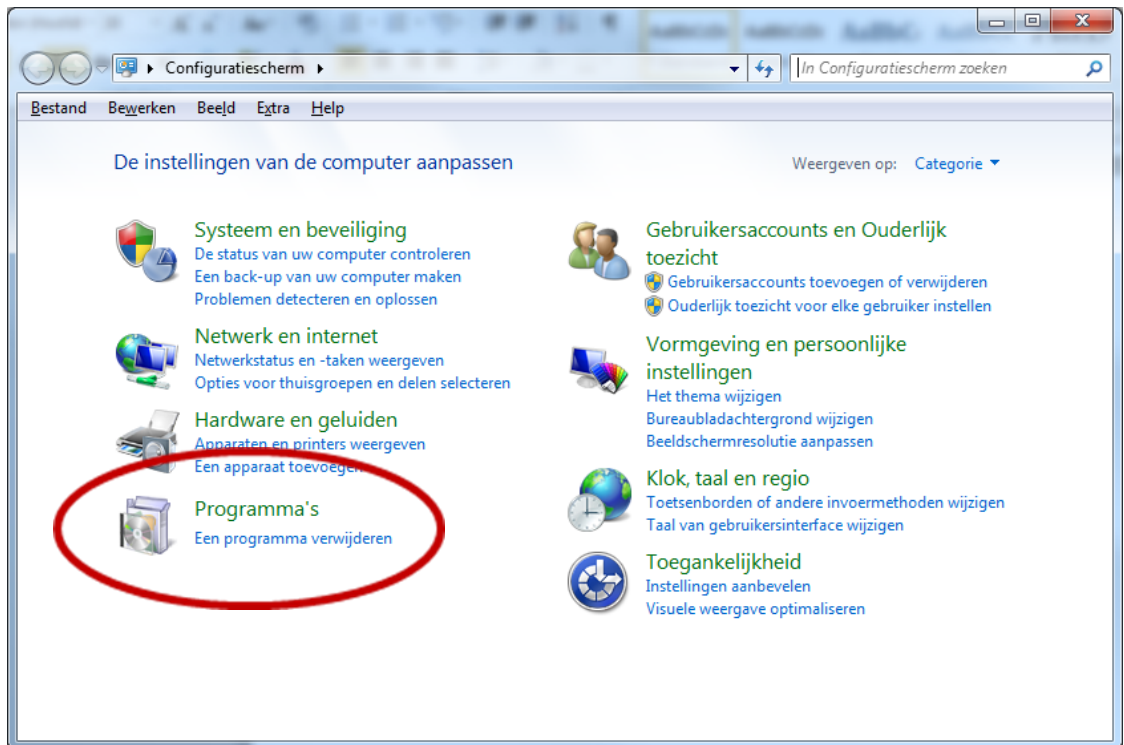 Configuratiescherm
In Configuratiescherm zoeken
Bestand Bewerken Beeld Extra Help
De instellingen van de computer aanpassen
Weergeven op: Categorie
Systeem en beveiliging
De status van uw computer controleren
Een back-up van uw computer maken
Problemen detecteren en oplossen
Netwerk en internet
Netwerkstatus en -taken weergeven
Opties voor thuisgroepen en delen selecteren
Hardware en geluiden
Apparaten en printers weergeven
Een apparaat toevoegen
Programma's
Een programma verwijderen
Gebruikersaccounts en Ouderlijk
toezicht
Gebruikersaccounts toevoegen of verwijderen
Ouderlijk toezicht voor elke gebruiker instellen
Vormgeving en persoonlijke
instellingen
Het thema wijzigen
Bureaubladachtergrond wijzigen
Beeldschermresolutie aanpassen
Klok, taal en regio
Toetsenborden of andere invoermethoden wijzigen
Taal van gebruikersinterface wijzigen
Toegankelijkheid
Instellingen aanbevelen
Visuele weergave optimaliseren